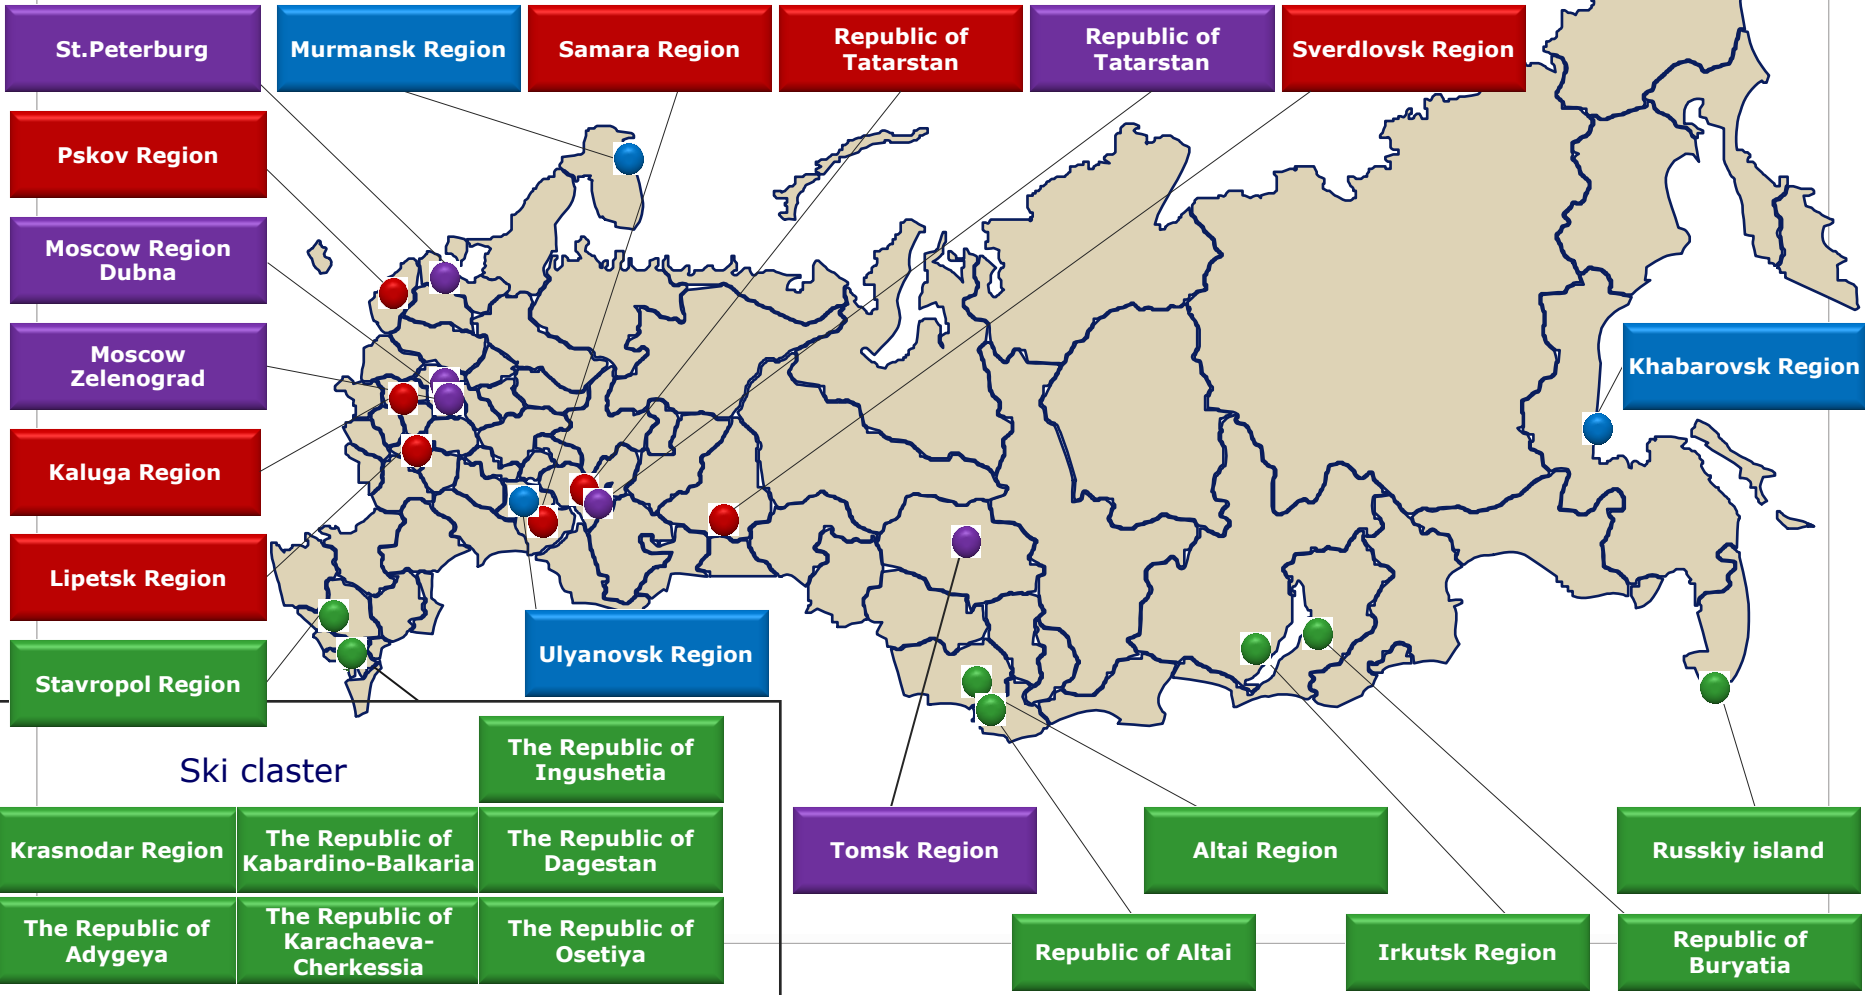 St.Peterburg
Murmansk Region
Samara Region
Republic of
Tatarstan
Republic of
Tatarstan
Sverdlovsk Region
Pskov Region
Moscow Region
Dubna
Moscow
Zelenograd
Khabarovsk Region
Kaluga Region
Lipetsk Region
Stavropol Region
Ulyanovsk Region
Ski claster
The Republic of
Ingushetia
Krasnodar Region
The Republic of
Kabardino-Balkaria
The Republic of
Dagestan
The Republic of
Adygeya
The Republic of
Karachaeva-
Cherkessia
The Republic of
Osetiya
Tomsk Region
Altai Region
Russkiy island
Republic of Altai
Irkutsk Region
Republic of
Buryatia